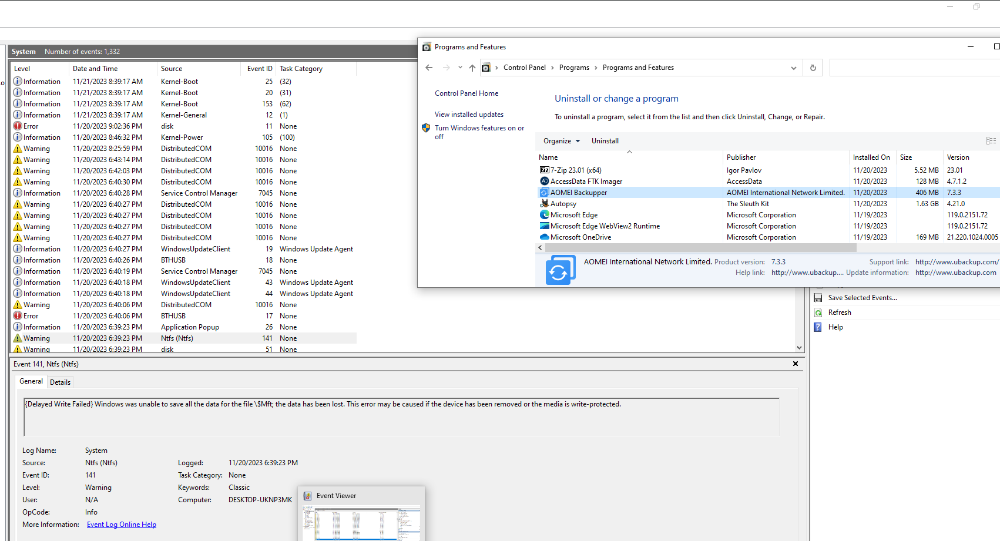 System Number of events: 1,332
Level Date and Time Source Event ID Task Category
Information 11/21/2023 8:39:17 AM Kernel-Boot 25 (32)
Information 11/21/2023 8:39:17 AM Kernel-Boot 20 (31)
Information 11/21/2023 8:39:17 AM Kernel-Boot 153 (62)
Information 11/21/2023 8:39:17 AM Kernel-General 12 (1)
Error 11/20/2023 9:02:36 PM disk 11 None
Information 11/20/2023 8:46:32 PM Kernel-Power 105 (100)
Warning 11/20/2023 8:25:59 PM DistributedCOM 10016 None
Warning 11/20/2023 6:43:14 PM DistributedCOM 10016 None
Warning 11/20/2023 6:42:03 PM DistributedCOM 10016 None
Warning 11/20/2023 6:40:30 PM DistributedCOM 10016 None
Information 11/20/2023 6:40:28 PM Service Control Manager 7045 None
Warning 11/20/2023 6:40:27 PM DistributedCOM 10016 None
Warning 11/20/2023 6:40:27 PM DistributedCOM 10016 None
Warning 11/20/2023 6:40:27 PM DistributedCOM 10016 None
Warning 11/20/2023 6:40:27 PM DistributedCOM 10016 None
Information 11/20/2023 6:40:27 PM WindowsUpdateClient 19 Windows Update Agent
Information 11/20/2023 6:40:26 PM BTHUSB 18 None
Information 11/20/2023 6:40:19 PM Service Control Manager 7045 None
Information 11/20/2023 6:40:18 PM WindowsUpdateClient 43 Windows Update Agent
Information 11/20/2023 6:40:18 PM WindowsUpdateClient 44 Windows Update Agent
Warning 11/20/2023 6:40:06 PM DistributedCOM 10016 None
Error 11/20/2023 6:40:06 PM BTHUSB 17 None
Information 11/20/2023 6:39:23 PM Application Popup 26 None
Warning 11/20/2023 6:39:23 PM Ntfs (Ntfs) 141 None
Warning 11/20/2023 6:39:23 PM disk 51 None
Programs and Features
Control Panel > Programs > Programs and Features
Control Panel Home
View installed updates
Turn Windows features on or
off
Uninstall or change a program
To uninstall a program, select it from the list and then click Uninstall, Change, or Repair.
Organize Uninstall
Name Publisher Installed On Size Version
7-Zip 23.01 (x64) Igor Pavlov 11/20/2023 5.52 MB 23.01
AccessData FTK Imager AccessData 11/20/2023 128 MB 4.7.1.2
AOMEI Backupper AOMEI International Network Limited. 11/20/2023 406 MB 7.3.3
Autopsy The Sleuth Kit 11/20/2023 1.63 GB 4.21.0
Microsoft Edge Microsoft Corporation 11/19/2023 119.0.2151.72
Microsoft Edge WebView2 Runtime Microsoft Corporation 11/19/2023 119.0.2151.72
Microsoft OneDrive Microsoft Corporation 11/19/2023 169 MB 21.220.1024.0005
AOMEI International Network Limited. Product version: 7.3.3 Support link: http://www.ubackup.com/
Help link: http://www.ubackup.... Update information: http://www.ubackup.com
Save Selected Events...
Refresh
Help
Event 141, Ntfs (Ntfs)
General Details
{Delayed Write Failed} Windows was unable to save all the data for the file \$Mft; the data has been lost. This error may be caused if the device has been removed or the media is write-protected.
Log Name: System
Source: Ntfs (Ntfs) Logged: 11/20/2023 6:39:23 PM
Event ID: 141 Task Category: None
Level: Warning Keywords: Classic
User: N/A Computer: DESKTOP-UKNP3MK
OpCode: Info
More Information: Event Log Online Help
Event Viewer